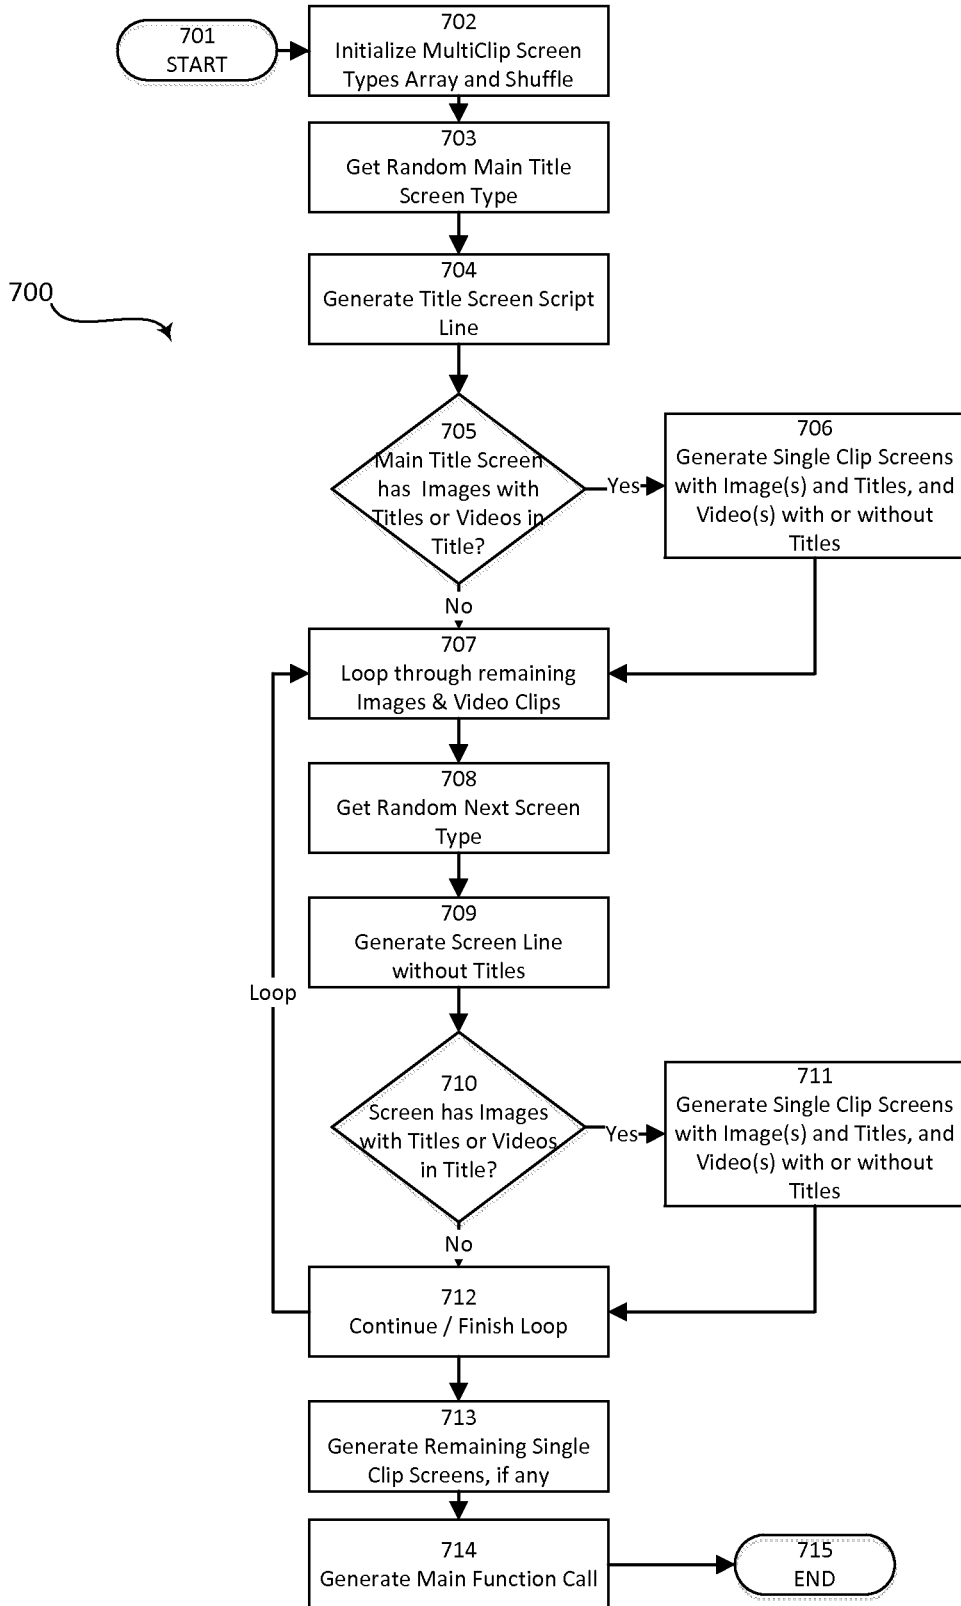 701
START
702
Initialize MultiClip Screen
Types Array and Shuffle
703
Get Random Main Title
Screen Type
700
704
Generate Title Screen Script
Line
705
Main Title Screen
has Images with
Titles or Videos in
Title?
Yes
706
Generate Single Clip Screens
with Image(s) and Titles, and
Video(s) with or without
Titles
No
707
Loop through remaining
Images & Video Clips
708
Get Random Next Screen
Type
709
Generate Screen Line
without Titles
Loop
710
Screen has Images
with Titles or Videos
in Title?
Yes
711
Generate Single Clip Screens
with Image(s) and Titles, and
Video(s) with or without
Titles
No
712
Continue / Finish Loop
713
Generate Remaining Single
Clip Screens, if any
714
Generate Main Function Call
715
END